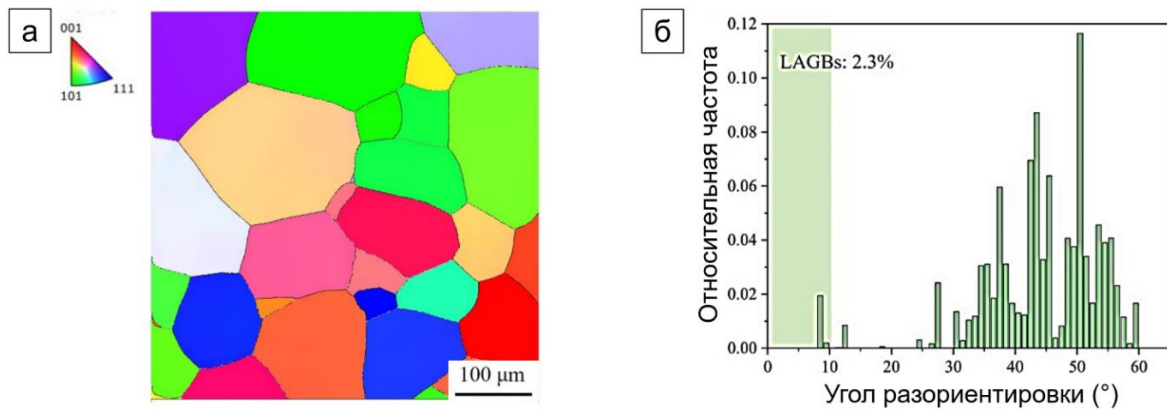 а
001
101
111
100 μm
б
LAGBs: 2.3%
Относительная частота
0.12
0.10
0.08
0.06
0.04
0.02
0.00
0 10 20 30 40 50 60
Угол разориентировки (°)